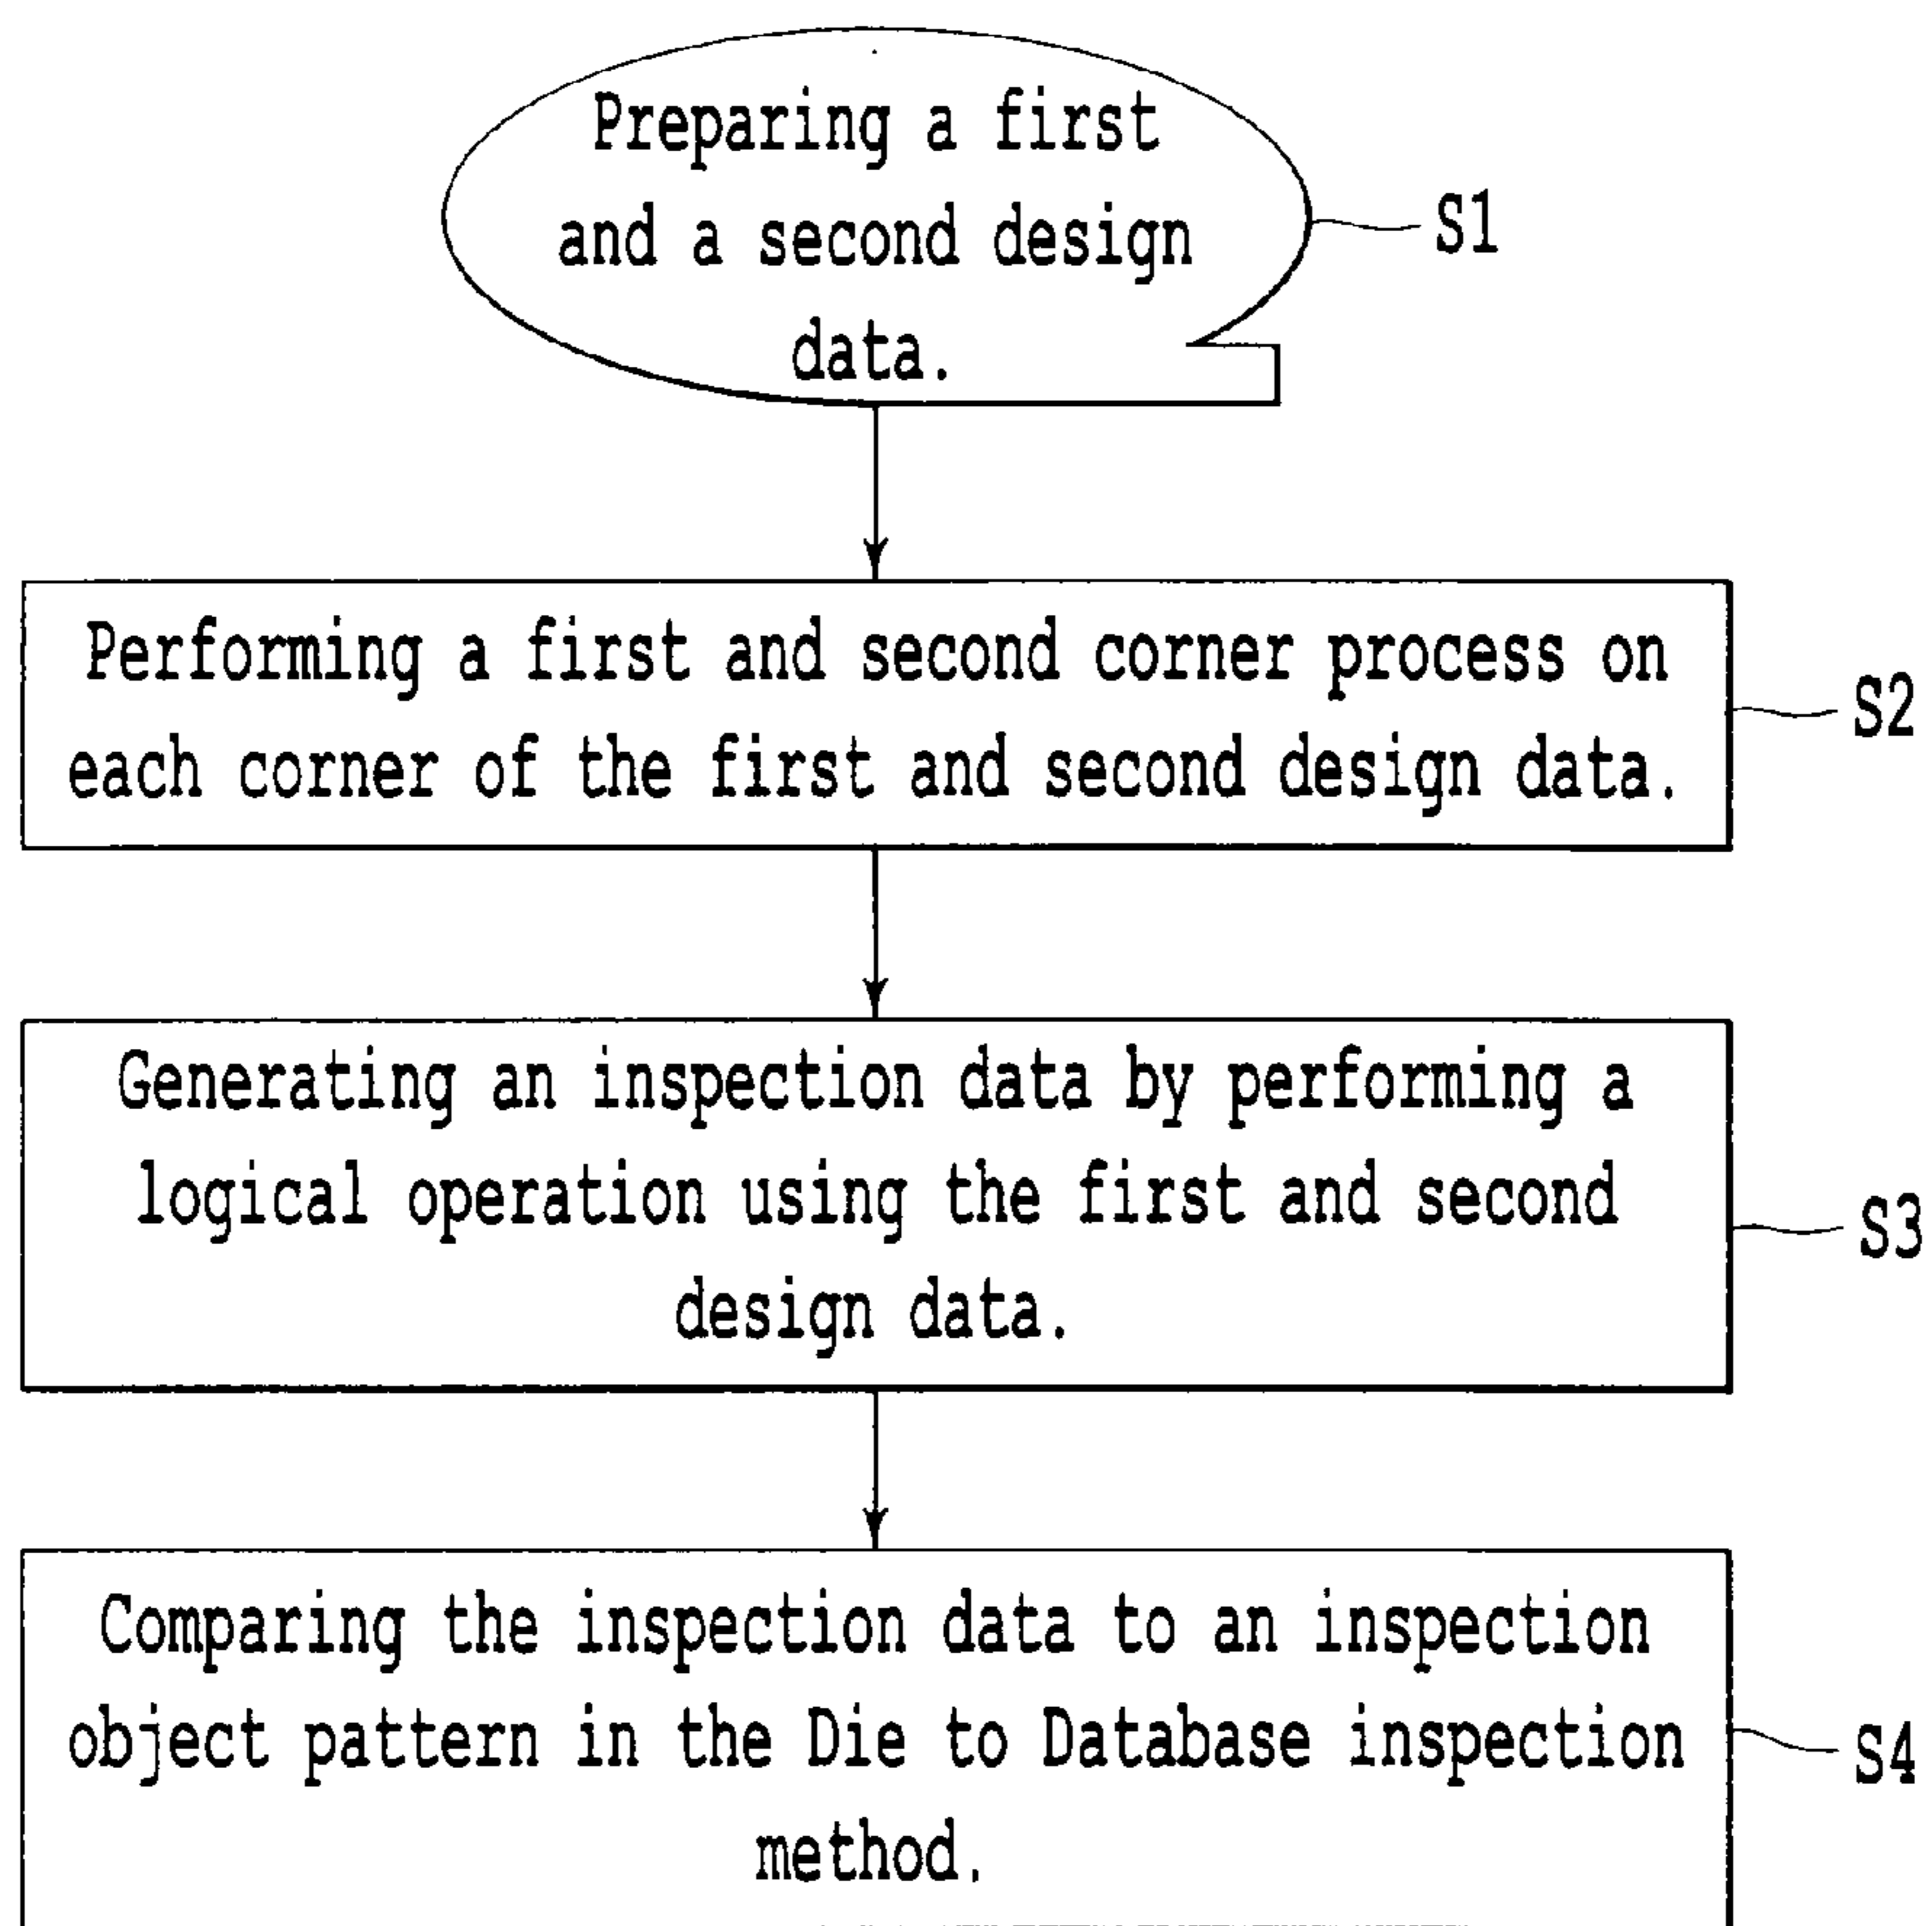 Preparing a first
and a second design
data.
S1
Performing a first and second corner process on
each corner of the first and second design data.
S2
Generating an inspection data by performing a
logical operation using the first and second
design data.
S3
Comparing the inspection data to an inspection
object pattern in the Die to Database inspection
method.
S4